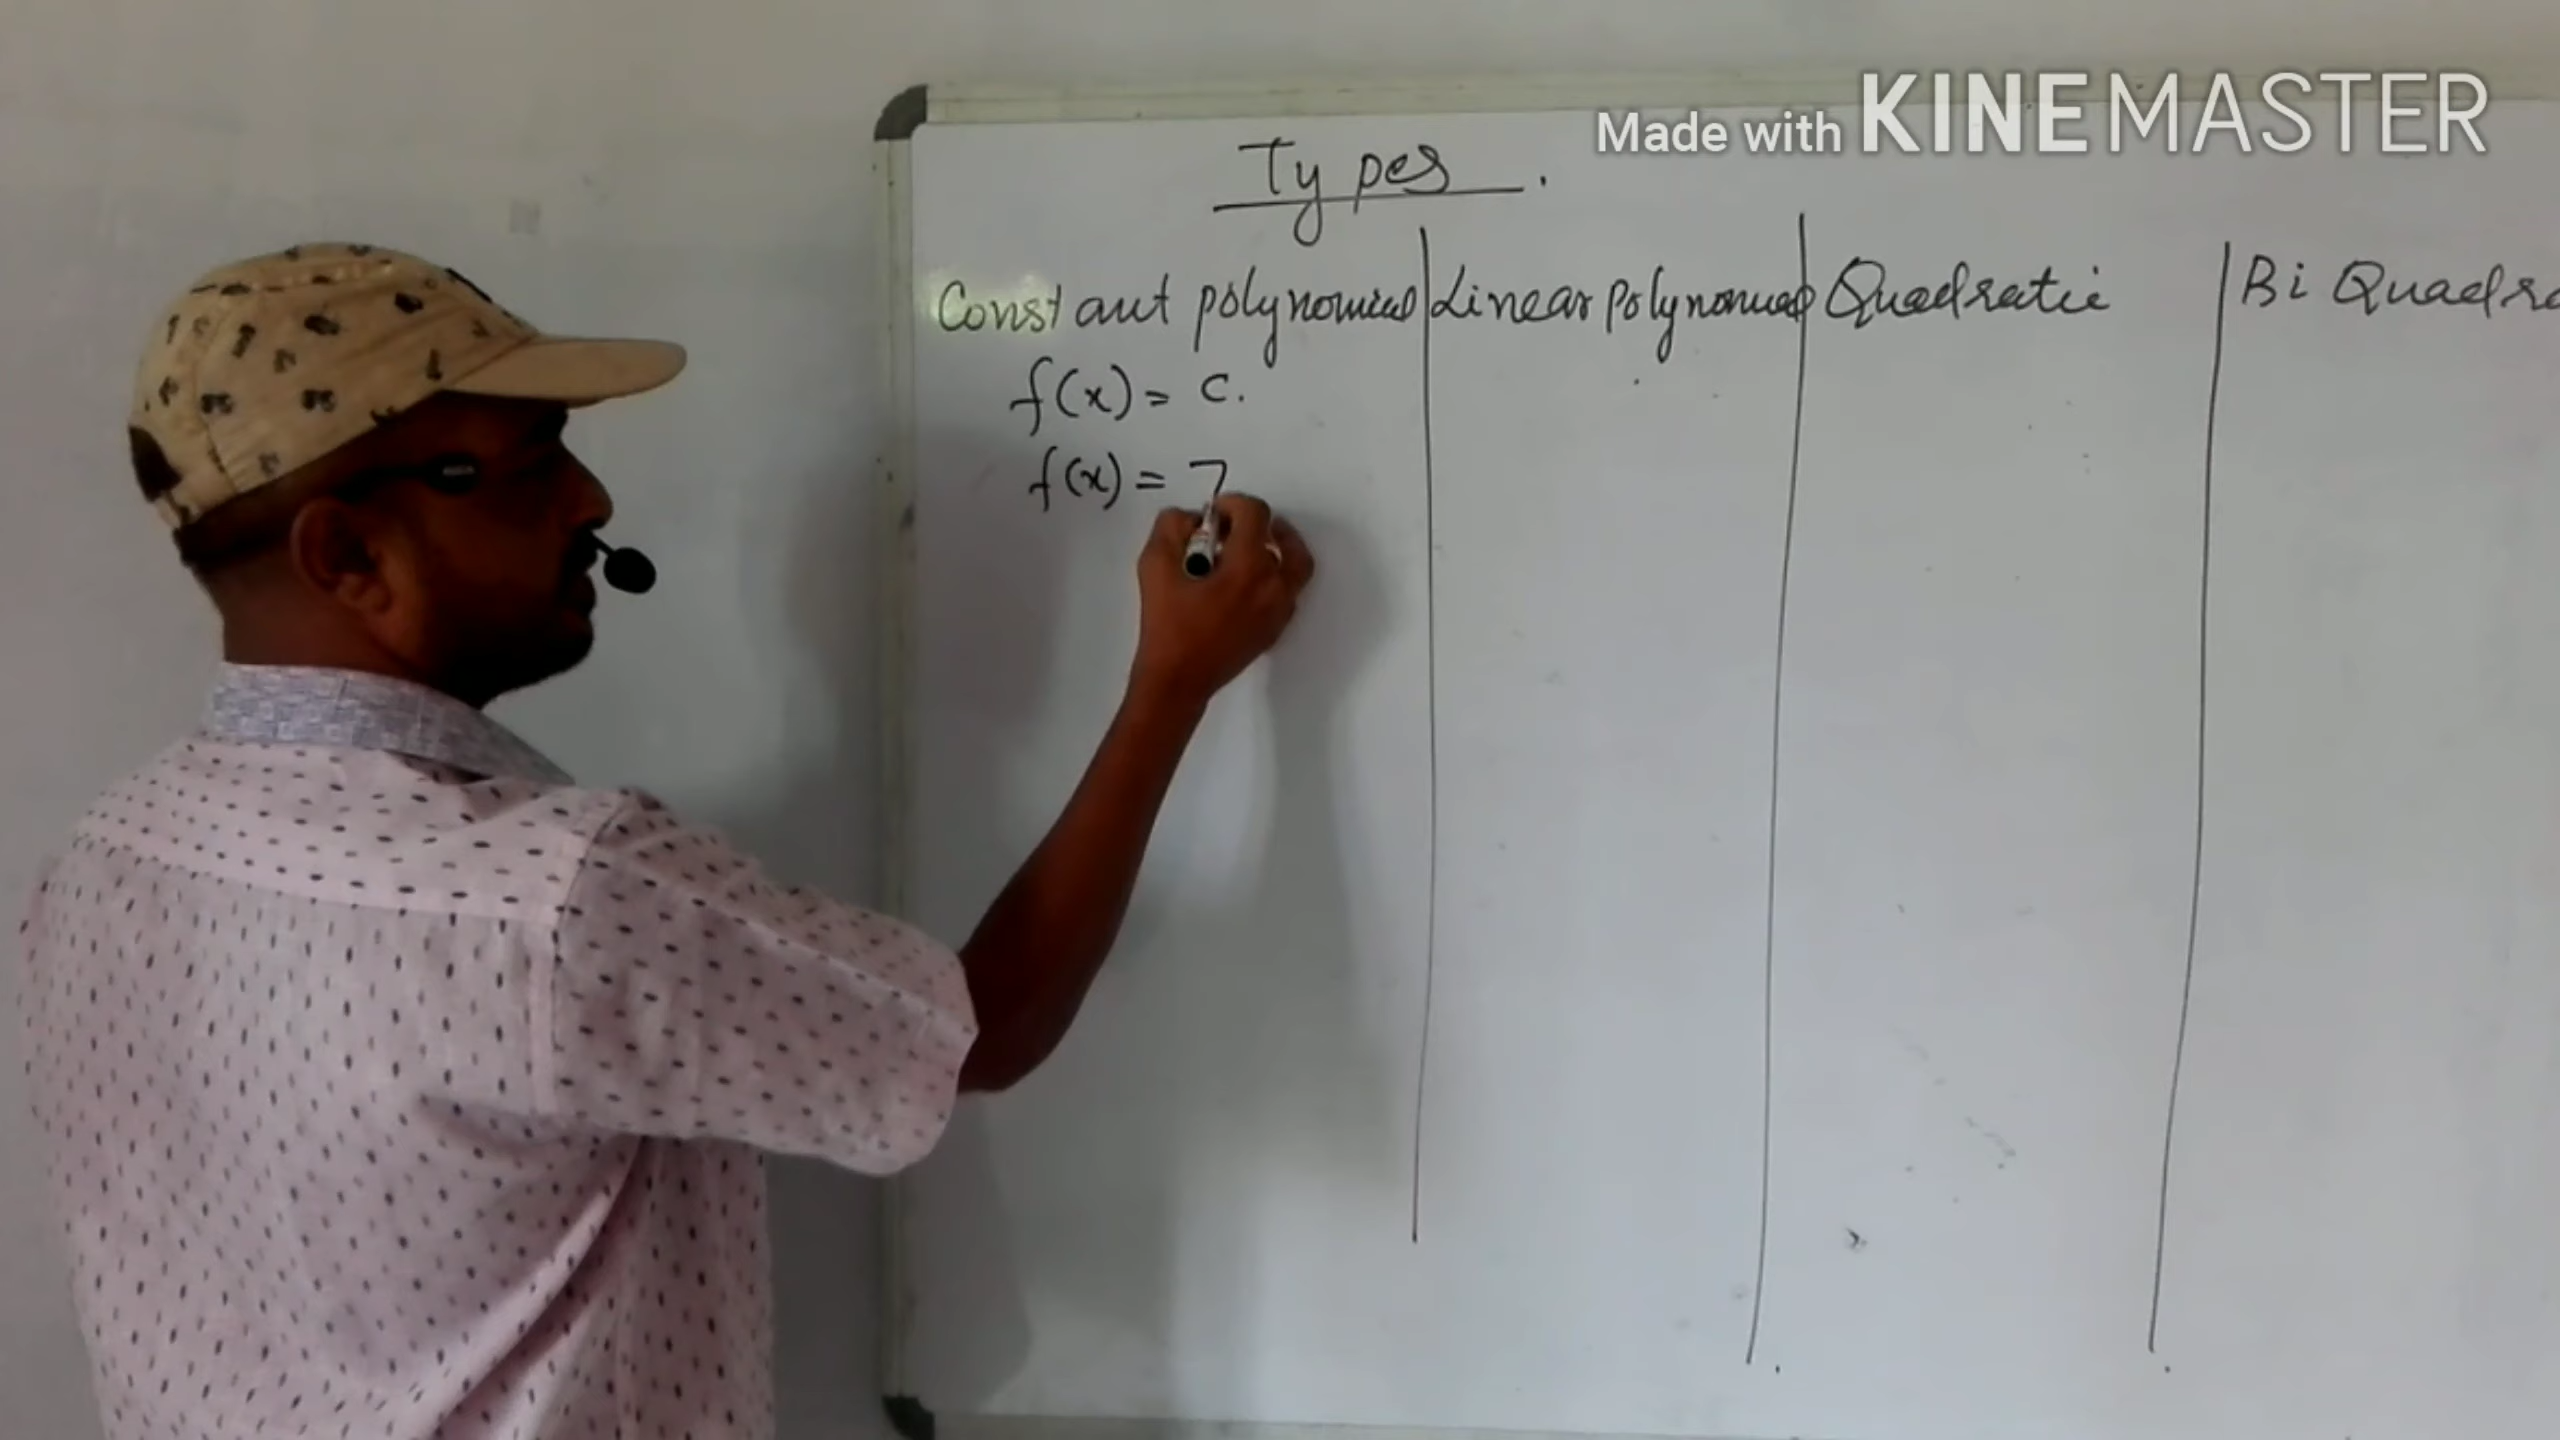 Made with KINEMASTER
Types.
Constant polynomial Linear polynomial Quadratic Bi Quadra
f(x) = c.
f(x) = 7